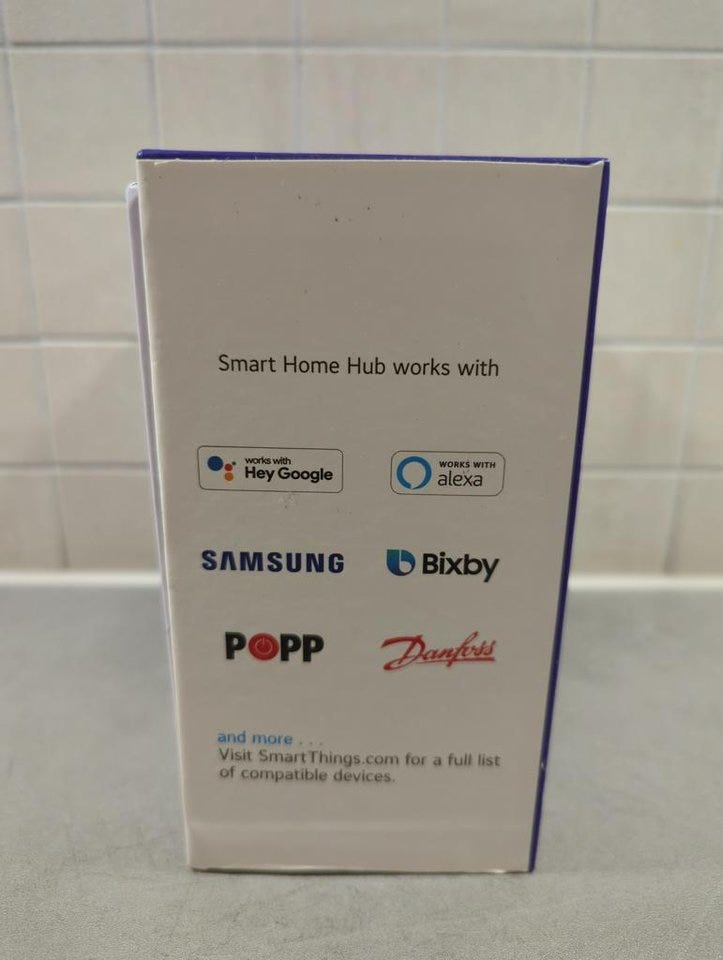 Smart Home Hub works with
works with
Hey Google
WORKS WITH
alexa
SAMSUNG
Bixby
POPP
Danfoss
and more . . .
Visit SmartThings.com for a full list
of compatible devices.